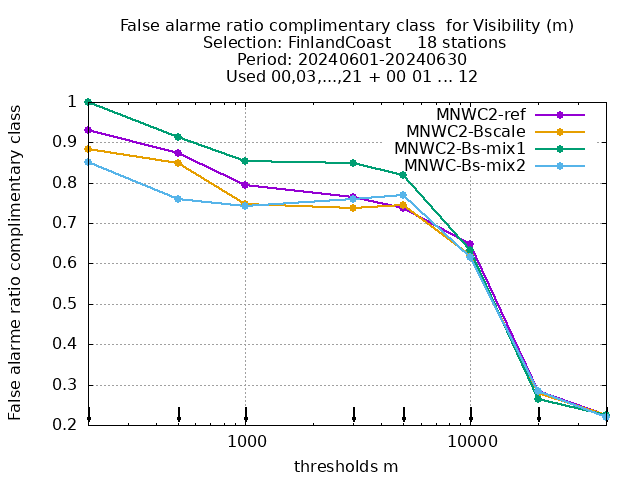 False alarme ratio complimentary class  for Visibility (m)
Selection: FinlandCoast     18 stations
Period: 20240601-20240630
Used 00,03,...,21 + 00 01 ... 12
False alarme ratio complimentary class
1
0.9
0.8
0.7
0.6
0.5
0.4
0.3
0.2
MNWC2-ref
MNWC2-Bscale
MNWC2-Bs-mix1
MNWC-Bs-mix2
1000
10000
thresholds m